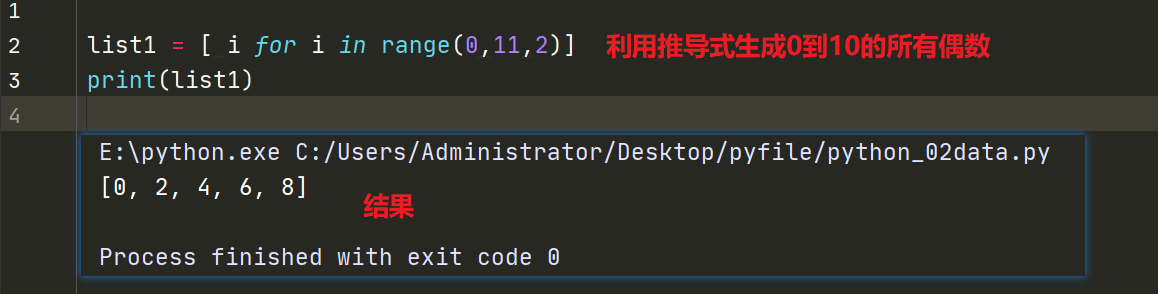 1
2 list1 = [ i for i in range(0,11,2)] 利用推导式生成0到10的所有偶数
3 print(list1)
4
E:\python.exe C:/Users/Administrator/Desktop/pyfile/python_02data.py
[0, 2, 4, 6, 8]
结果
Process finished with exit code 0